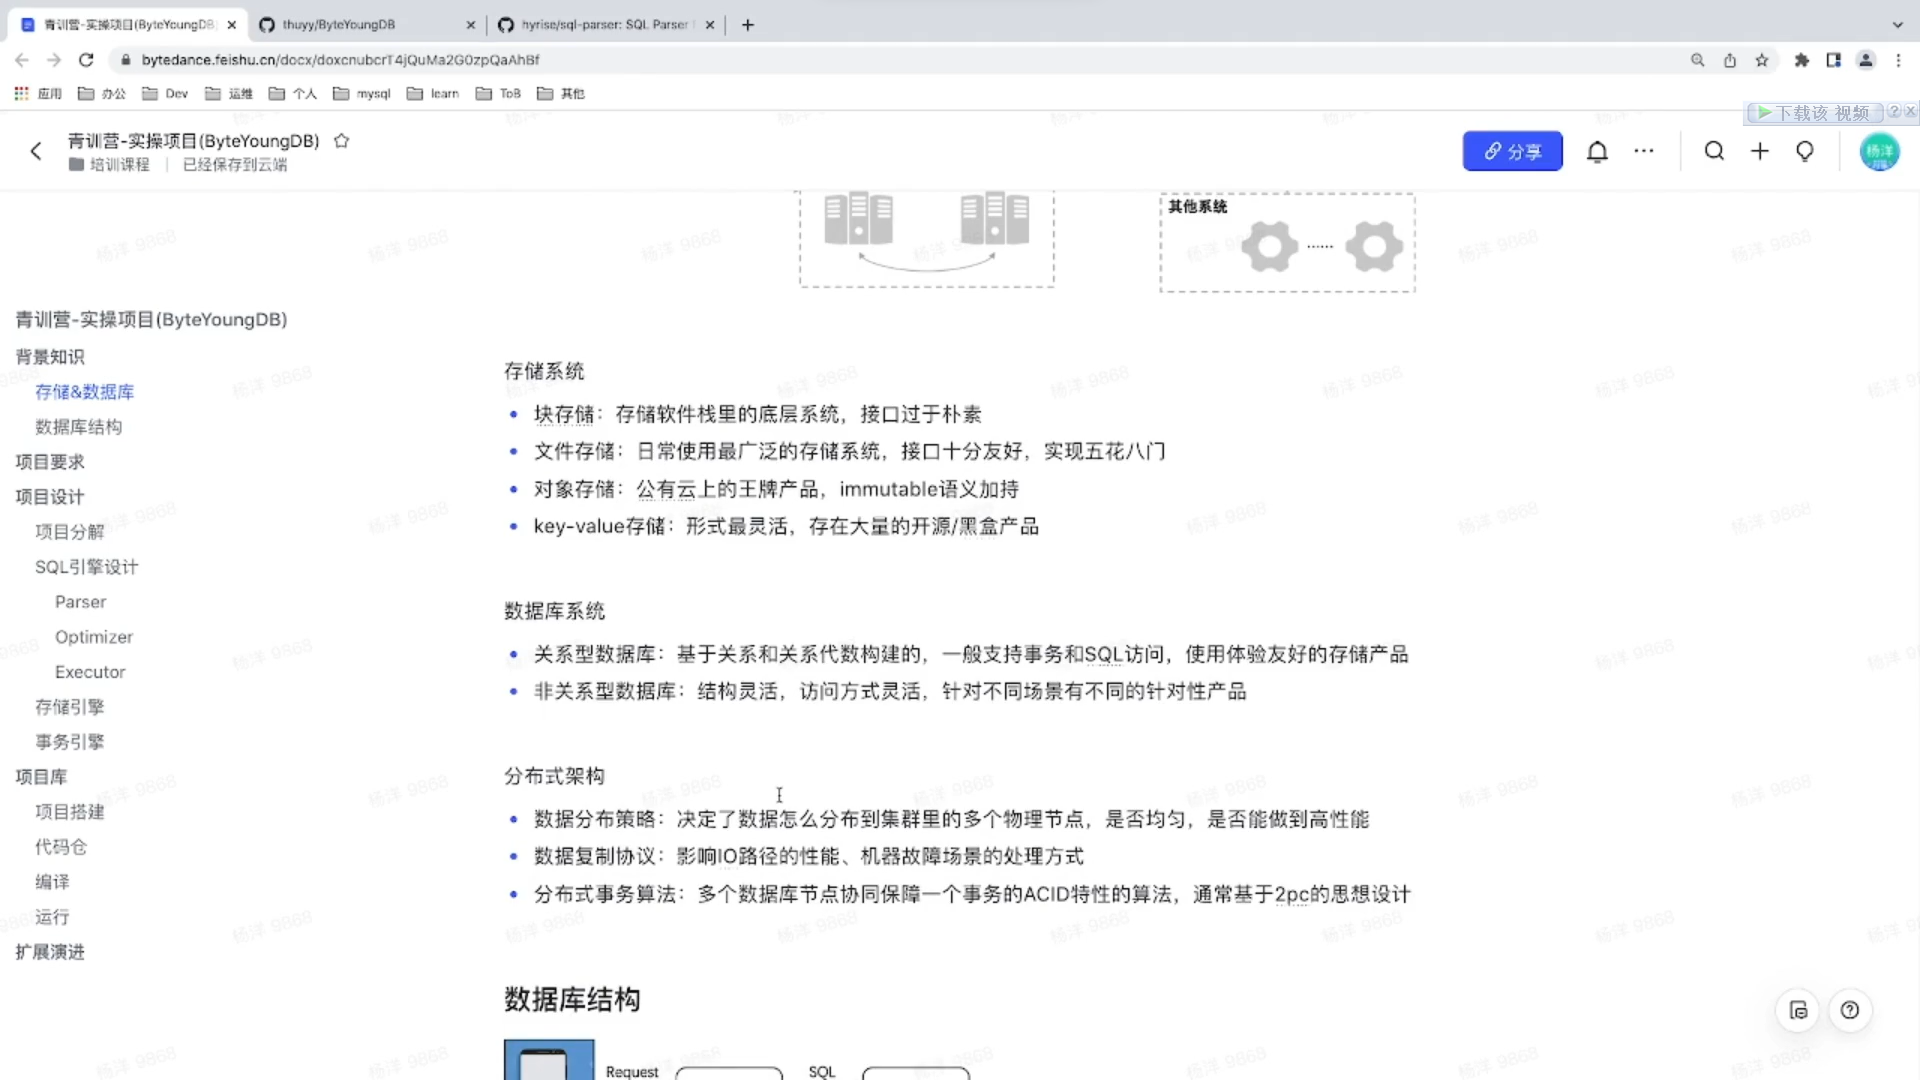 青训营-实操项目(ByteYoungDB)
thuyy/ByteYoungDB
hyrise/sql-parser: SQL Parser
bytedance.feishu.cn/docx/doxcnubcrT4jQuMa2G0zpQaAhBf
应用 办公 Dev 运维 个人 mysql learn ToB 其他
下载该 视频
青训营-实操项目(ByteYoungDB)
培训课程 | 已经保存到云端
分享
杨洋
其他系统
......
青训营-实操项目(ByteYoungDB)
背景知识
存储&数据库
数据库结构
项目要求
项目设计
项目分解
SQL引擎设计
Parser
Optimizer
Executor
存储引擎
事务引擎
项目库
项目搭建
代码仓
编译
运行
扩展演进
存储系统
• 块存储：存储软件栈里的底层系统，接口过于朴素
• 文件存储：日常使用最广泛的存储系统，接口十分友好，实现五花八门
• 对象存储：公有云上的王牌产品，immutable语义加持
• key-value存储：形式最灵活，存在大量的开源/黑盒产品
数据库系统
• 关系型数据库：基于关系和关系代数构建的，一般支持事务和SQL访问，使用体验友好的存储产品
• 非关系型数据库：结构灵活，访问方式灵活，针对不同场景有不同的针对性产品
分布式架构
• 数据分布策略：决定了数据怎么分布到集群里的多个物理节点，是否均匀，是否能做到高性能
• 数据复制协议：影响IO路径的性能、机器故障场景的处理方式
• 分布式事务算法：多个数据库节点协同保障一个事务的ACID特性的算法，通常基于2pc的思想设计
数据库结构
Request SQL
杨洋 9868